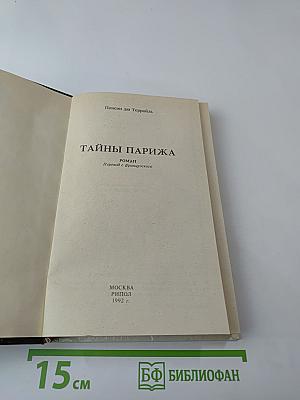 Понсон дю Террайль
ТАЙНЫ ПАРИЖА
РОМАН
Перевод с французского
МОСКВА
РИПОЛ
1992 г.
15 см
БФ БИБЛИОФАН